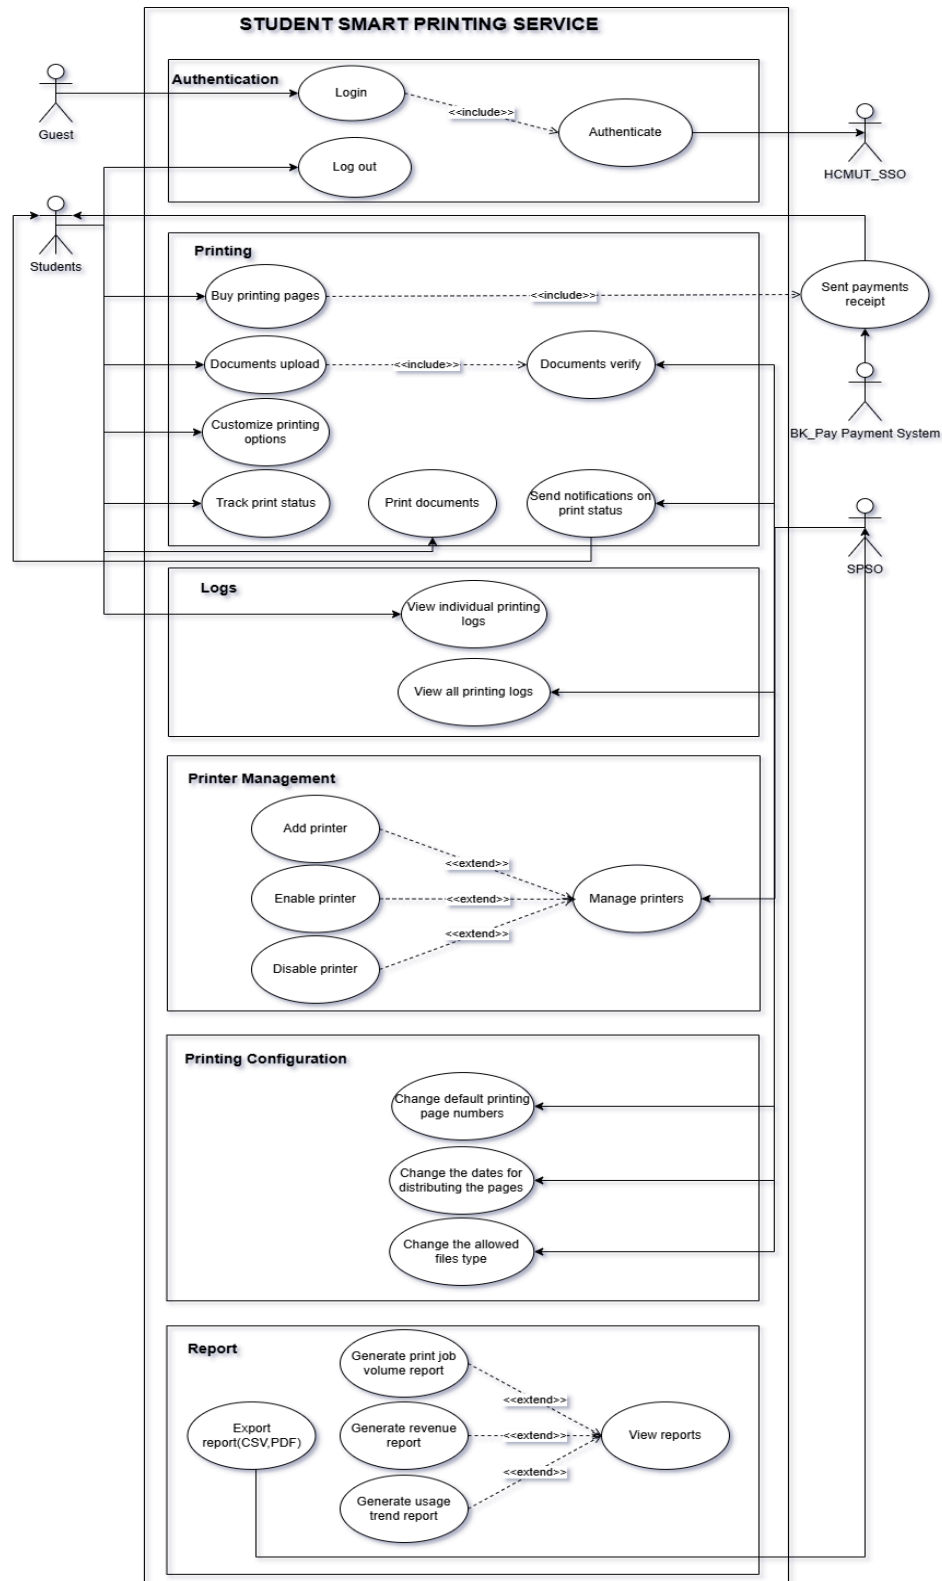 STUDENT SMART PRINTING SERVICE
Authentication
Login
<<include>>
Authenticate
Guest
HCMUT_SSO
Log out
Students
Printing
Buy printing pages
<<include>>
Sent payments
receipt
Documents upload
<<include>>
Documents verify
Customize printing
options
BK_Pay Payment System
Track print status
Print documents
Send notifications on
print status
SPSO
Logs
View individual printing
logs
View all printing logs
Printer Management
Add printer
<<extend>>
Enable printer
<<extend>>
Manage printers
<<extend>>
Disable printer
Printing Configuration
Change default printing
page numbers
Change the dates for
distributing the pages
Change the allowed
files type
Report
Generate print job
volume report
<<extend>>
Export
report(CSV,PDF)
Generate revenue
report
<<extend>>
View reports
<<extend>>
Generate usage
trend report